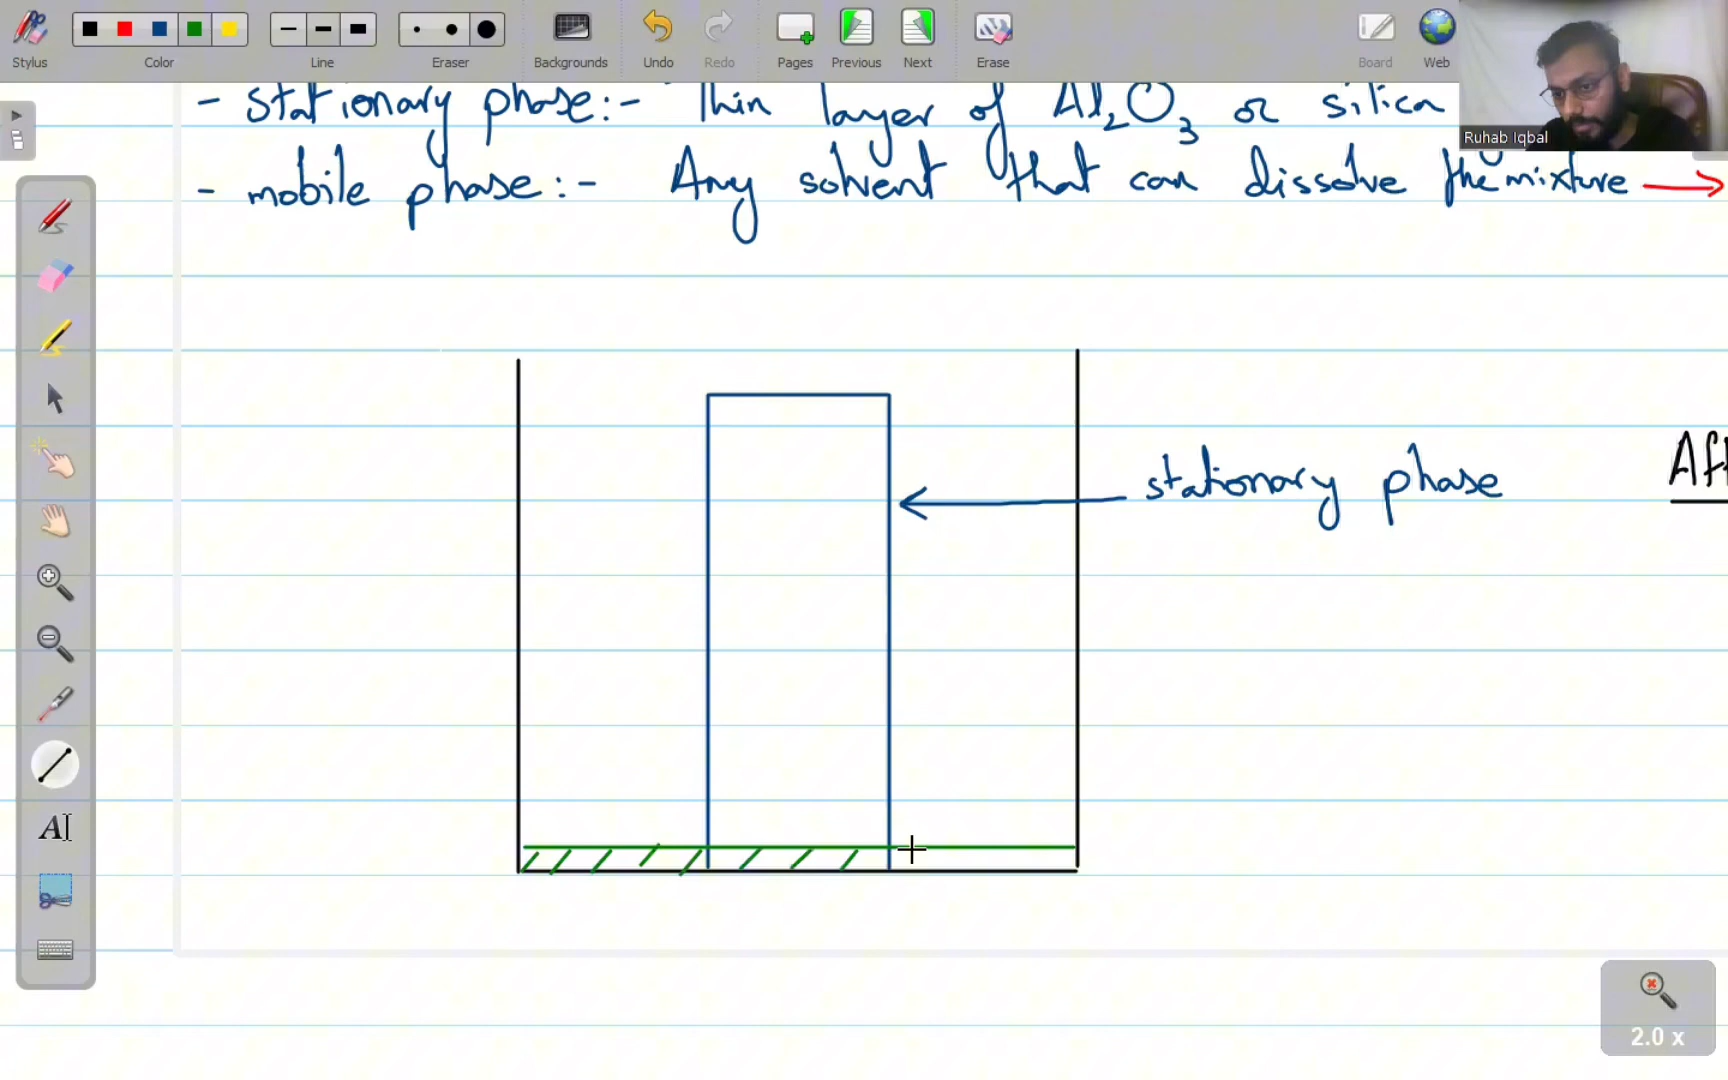 Stylus Color Line Eraser Backgrounds Undo Redo Pages Previous Next Erase Board Web
- stationary phase:- Thin layer of Al₂O₃ or silica
Ruhab Iqbal
- mobile phase:- Any solvent that can dissolve the mixture →
stationary phase
Aff
2.0 x